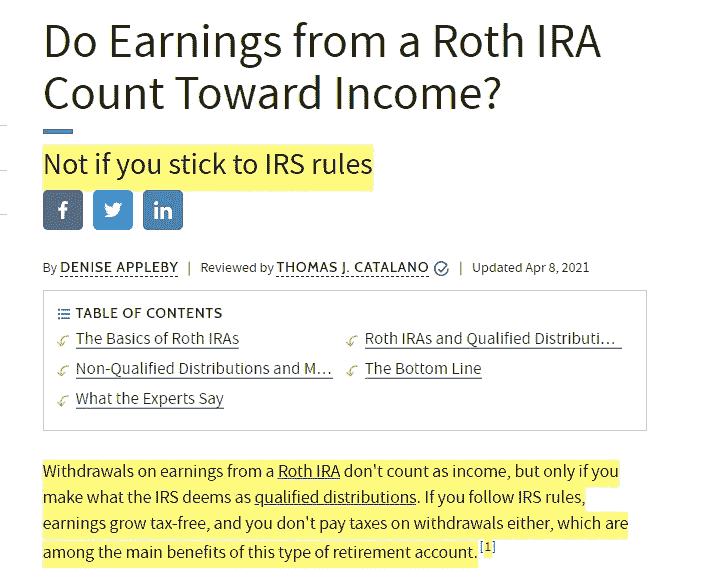 Do Earnings from a Roth IRA
Count Toward Income?
Not if you stick to IRS rules
f in
By DENISE APPLEBY | Reviewed by THOMAS J. CATALANO | Updated Apr 8, 2021
TABLE OF CONTENTS
The Basics of Roth IRAs Roth IRAs and Qualified Distributi...
Non-Qualified Distributions and M... The Bottom Line
What the Experts Say
Withdrawals on earnings from a Roth IRA don't count as income, but only if you
make what the IRS deems as qualified distributions. If you follow IRS rules,
earnings grow tax-free, and you don't pay taxes on withdrawals either, which are
among the main benefits of this type of retirement account. [1]